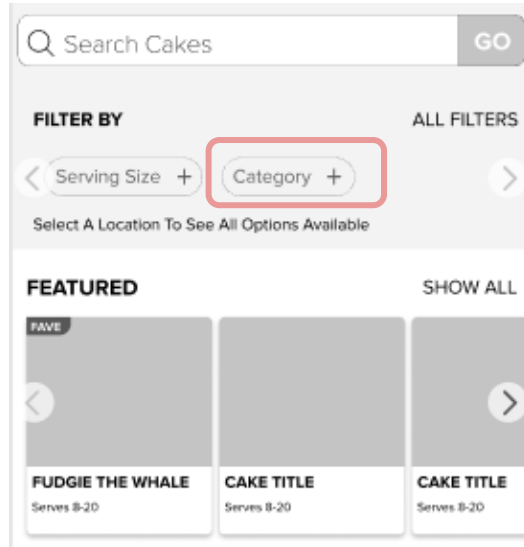 Search Cakes GO
FILTER BY ALL FILTERS
Serving Size + Category +
Select A Location To See All Options Available
FEATURED SHOW ALL
FAVE
FUDGIE THE WHALE CAKE TITLE CAKE TITLE
Serves 8-20 Serves 8-20 Serves 8-20